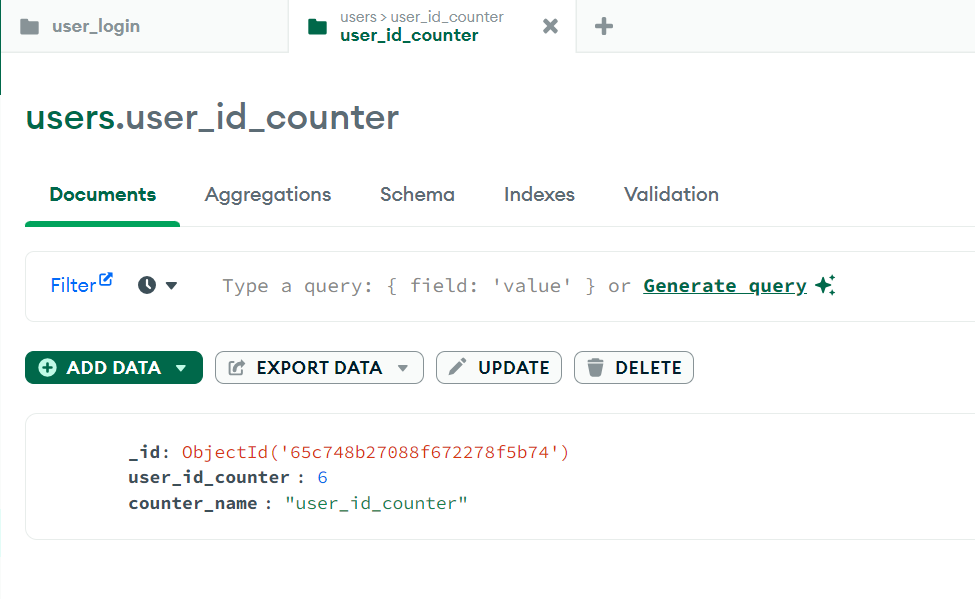 user_login
users > user_id_counter
user_id_counter
users.user_id_counter
Documents Aggregations Schema Indexes Validation
Filter Type a query: { field: 'value' } or Generate query
ADD DATA EXPORT DATA UPDATE DELETE
_id: ObjectId('65c748b27088f672278f5b74')
user_id_counter : 6
counter_name : "user_id_counter"